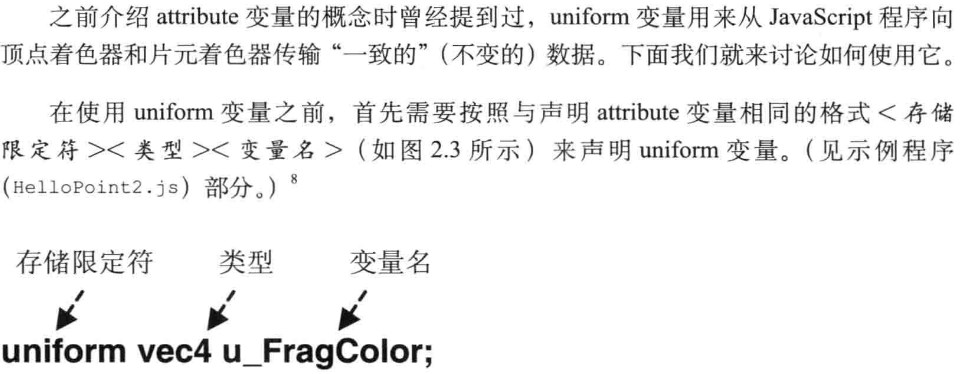 之前介绍 attribute 变量的概念时曾经提到过，uniform 变量用来从 JavaScript 程序向
顶点着色器和片元着色器传输“一致的”（不变的）数据。下面我们就来讨论如何使用它。
在使用 uniform 变量之前，首先需要按照与声明 attribute 变量相同的格式 < 存储
限定符 >< 类型 >< 变量名 >（如图 2.3 所示）来声明 uniform 变量。（见示例程序
(HelloPoint2.js) 部分。）⁸
存储限定符 类型 变量名
uniform vec4 u_FragColor;